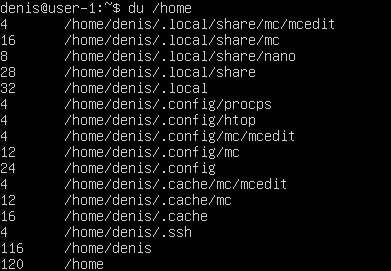 denis@user-1:~$ du /home
4 /home/denis/.local/share/mc/mcedit
16 /home/denis/.local/share/mc
8 /home/denis/.local/share/nano
28 /home/denis/.local/share
32 /home/denis/.local
4 /home/denis/.config/procps
4 /home/denis/.config/htop
4 /home/denis/.config/mc/mcedit
12 /home/denis/.config/mc
24 /home/denis/.config
4 /home/denis/.cache/mc/mcedit
12 /home/denis/.cache/mc
16 /home/denis/.cache
4 /home/denis/.ssh
116 /home/denis
120 /home